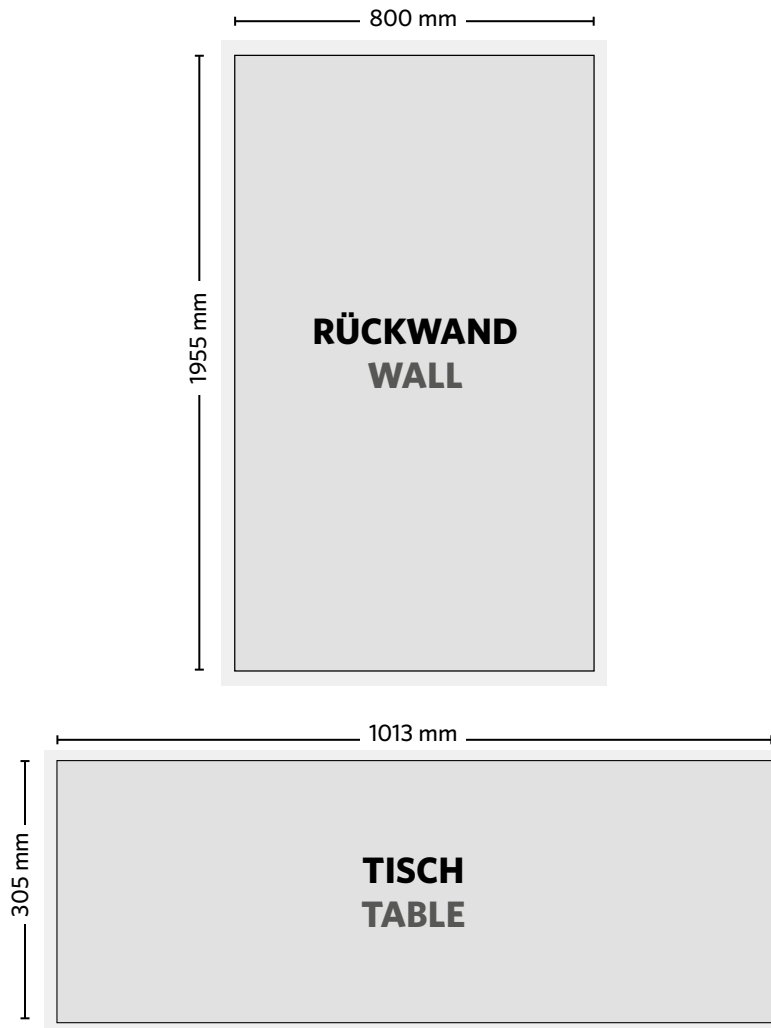 800 mm
1955 mm
RÜCKWAND
WALL
1013 mm
305 mm
TISCH
TABLE